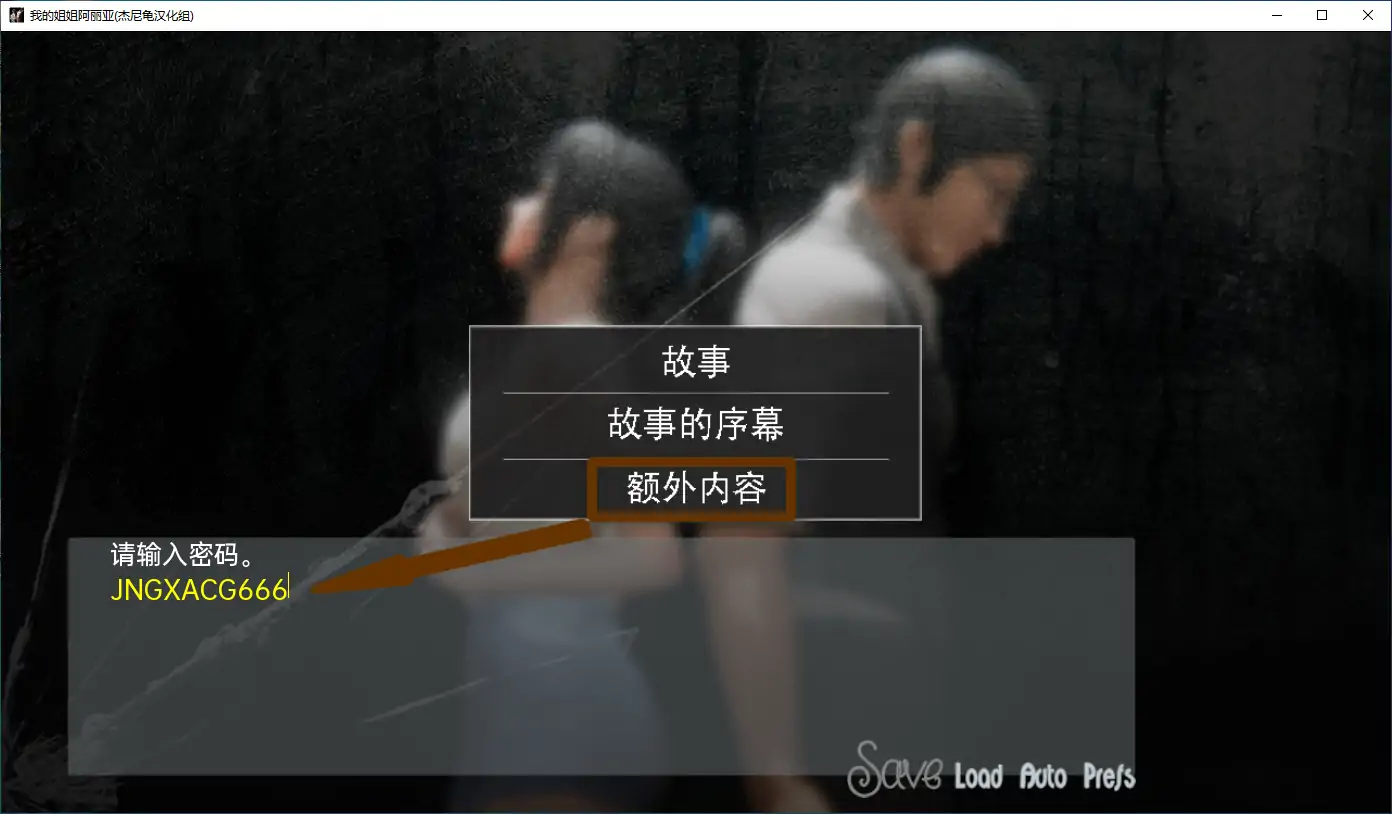 我的姐姐阿丽亚(杰尼龟汉化组)
故事
故事的序幕
额外内容
请输入密码。
JNGXACG666
Save Load Auto Prefs